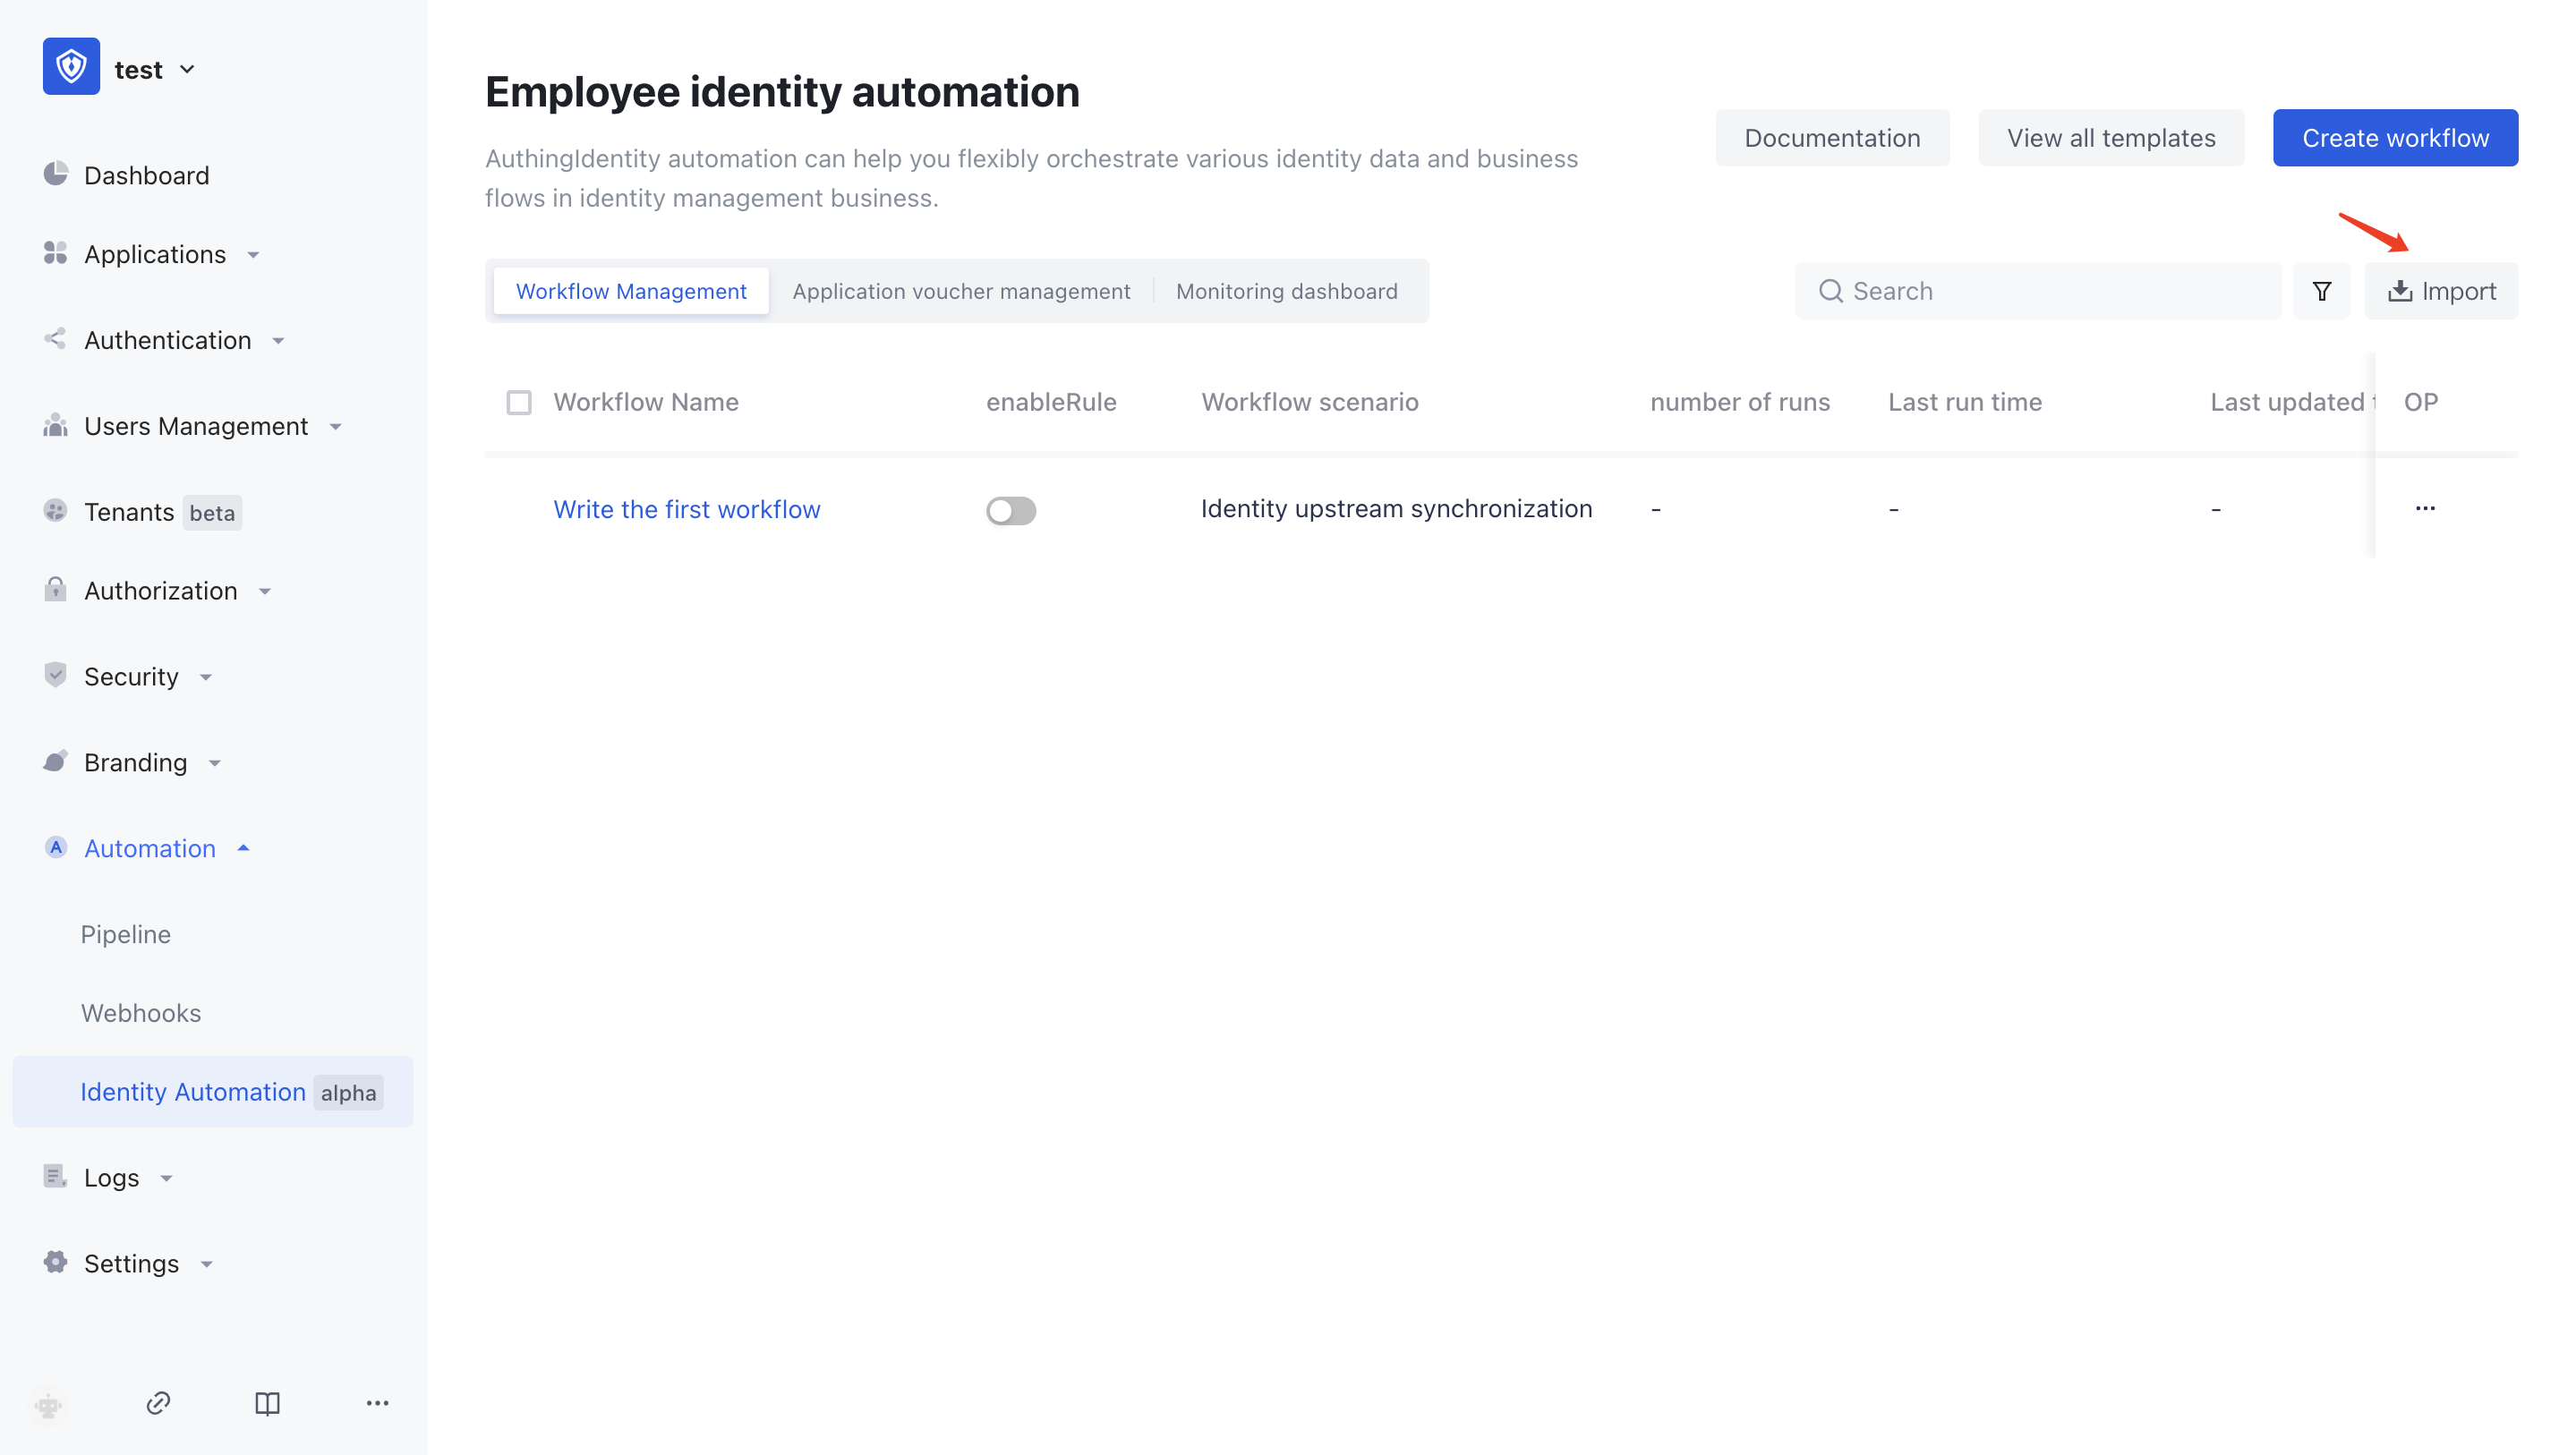 test
Dashboard
Applications
Authentication
Users Management
Tenants beta
Authorization
Security
Branding
A Automation
Pipeline
Webhooks
Identity Automation alpha
Logs
Settings
Employee identity automation
AuthingIdentity automation can help you flexibly orchestrate various identity data and business
flows in identity management business.
Documentation
View all templates
Create workflow
Workflow Management
Application voucher management
Monitoring dashboard
Search
Import
Workflow Name
enableRule
Workflow scenario
number of runs
Last run time
Last updated t
OP
Write the first workflow
Identity upstream synchronization
-
-
-